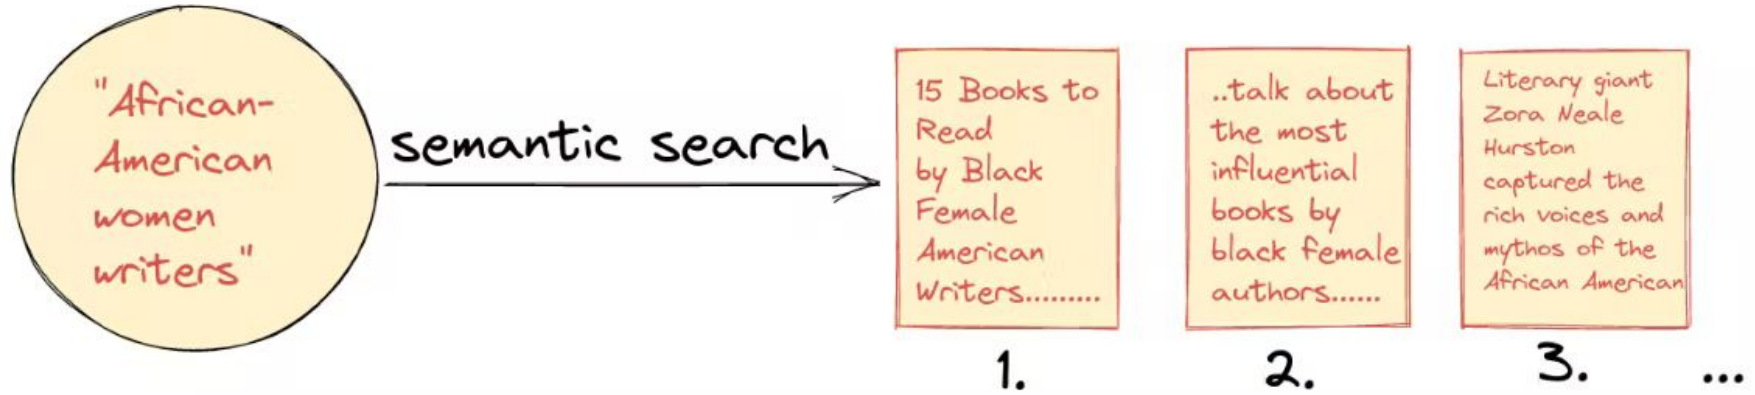 "African-
American
women
writers"
semantic search
15 Books to
Read
by Black
Female
American
Writers.........
..talk about
the most
influential
books by
black female
authors......
Literary giant
Zora Neale
Hurston
captured the
rich voices and
mythos of the
African American
1.
2.
3.
...